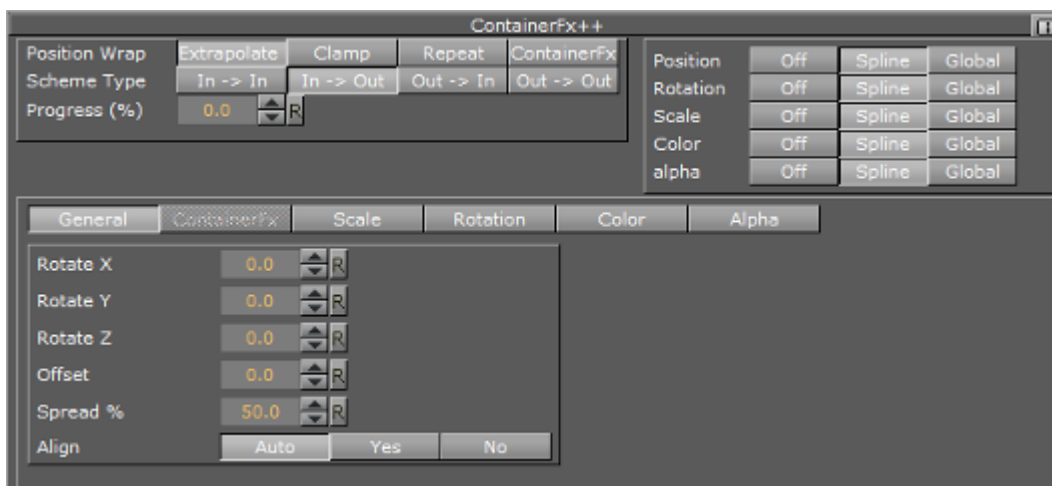 ContainerFx++
Position Wrap Extrapolate Clamp Repeat ContainerFx
Scheme Type In -> In In -> Out Out -> In Out -> Out
Progress (%) 0.0 R
Position Off Spline Global
Rotation Off Spline Global
Scale Off Spline Global
Color Off Spline Global
alpha Off Spline Global
General ContainerFx Scale Rotation Color Alpha
Rotate X 0.0 R
Rotate Y 0.0 R
Rotate Z 0.0 R
Offset 0.0 R
Spread % 50.0 R
Align Auto Yes No